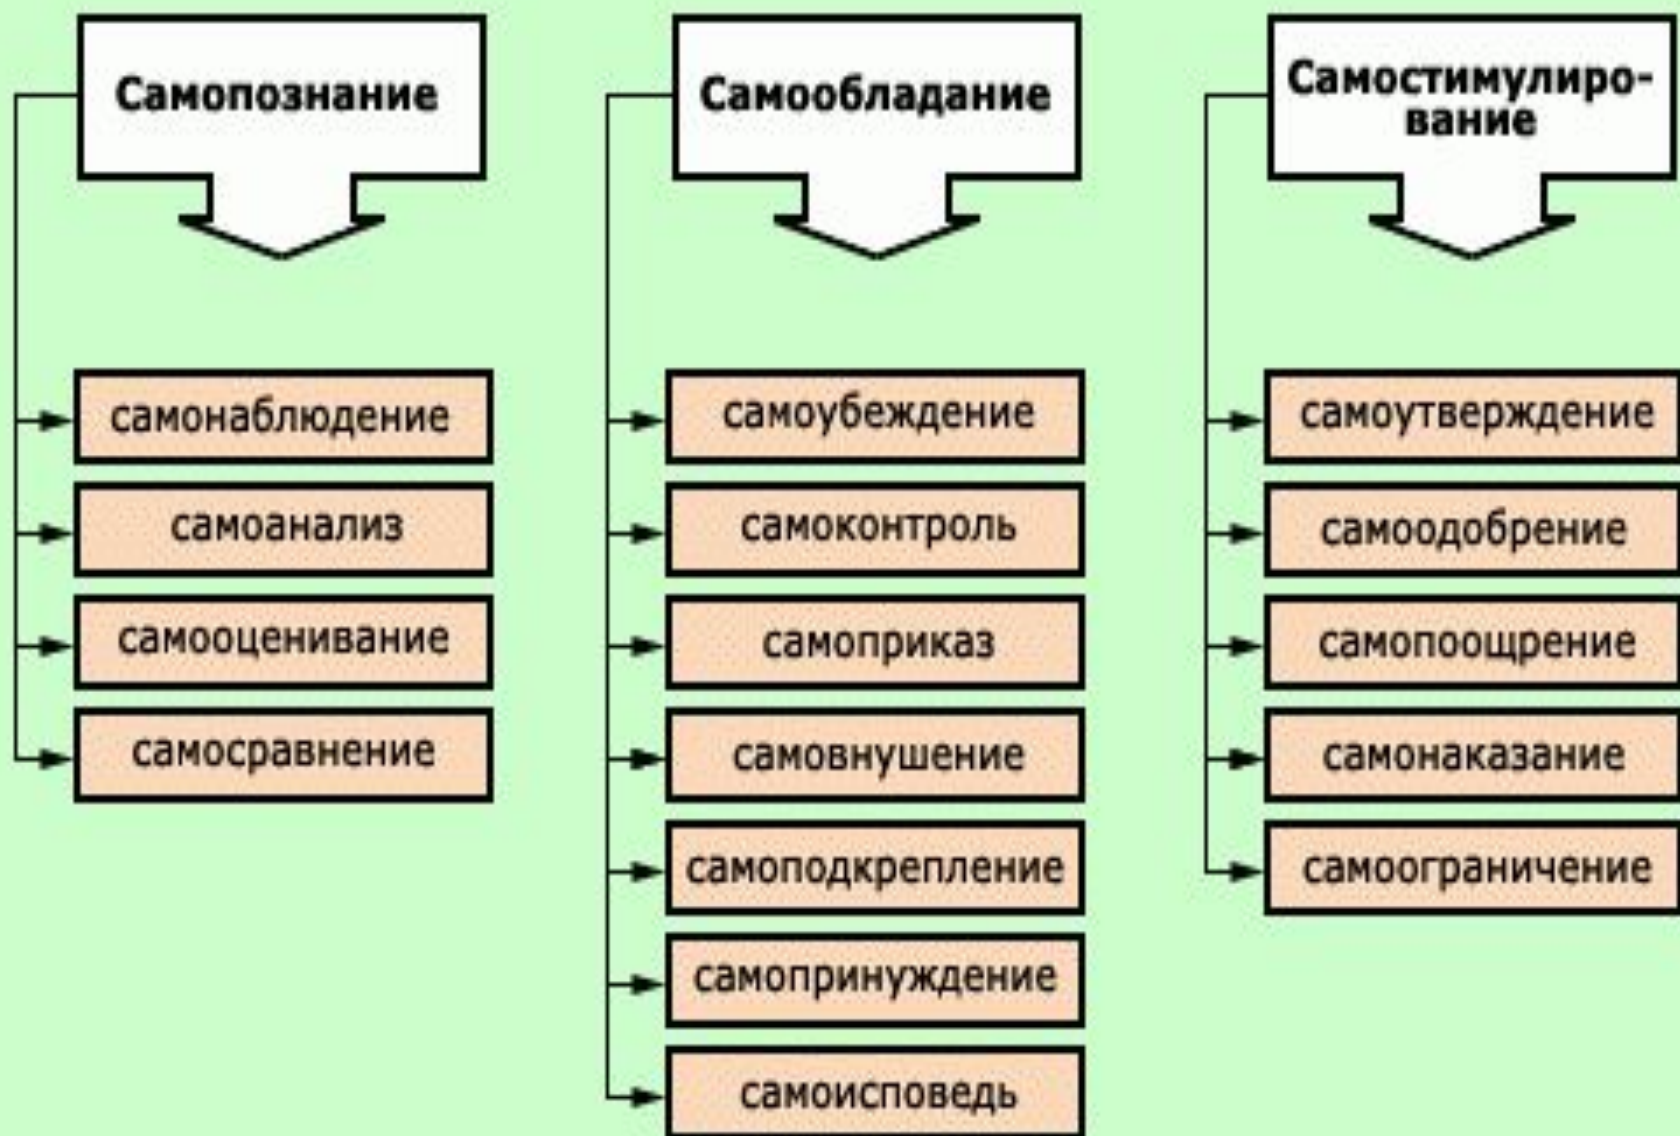 Самопознание
самонаблюдение
самоанализ
самооценивание
самосравнение
Самообладание
самоубеждение
самоконтроль
самоприказ
самовнушение
самоподкрепление
самопринуждение
самоисповедь
Самостимулиро-
вание
самоутверждение
самоодобрение
самопоощрение
самонаказание
самоограничение